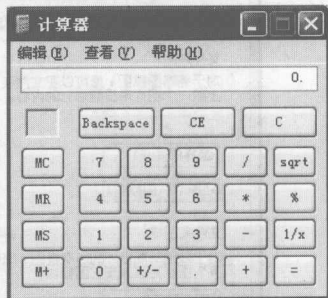 计算器
编辑(E) 查看(V) 帮助(H)
0.
Backspace CE C
MC 7 8 9 / sqrt
MR 4 5 6 * %
MS 1 2 3 - 1/x
M+ 0 +/- . + =